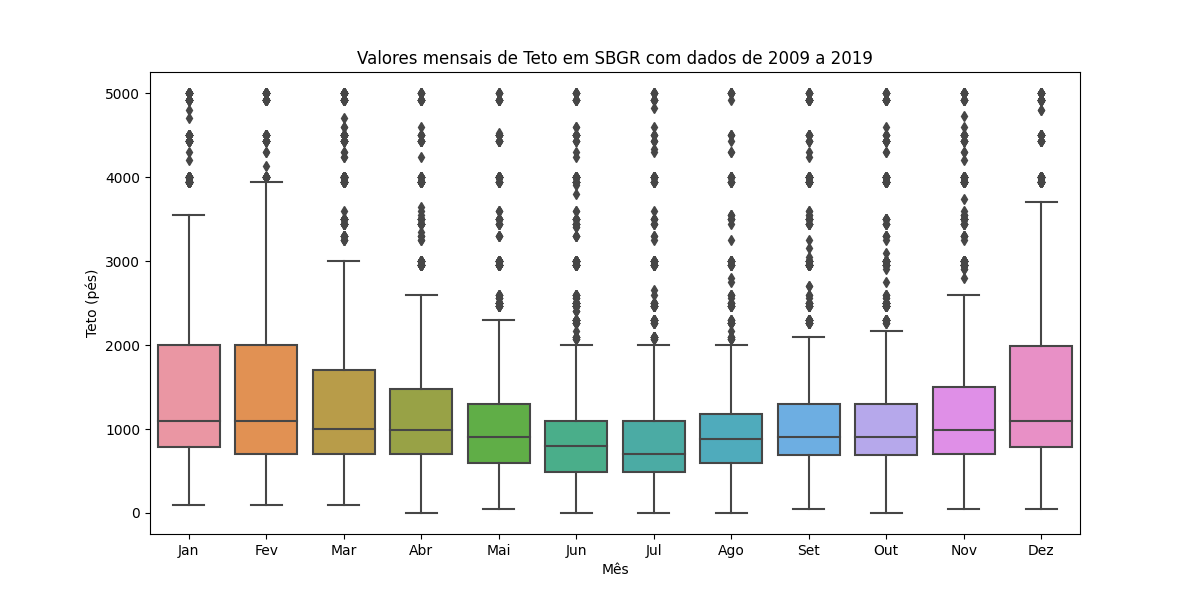 Valores mensais de Teto em SBGR com dados de 2009 a 2019
Teto (pés)
5000
4000
3000
2000
1000
0
Jan Fev Mar Abr Mai Jun Jul Ago Set Out Nov Dez
Mês